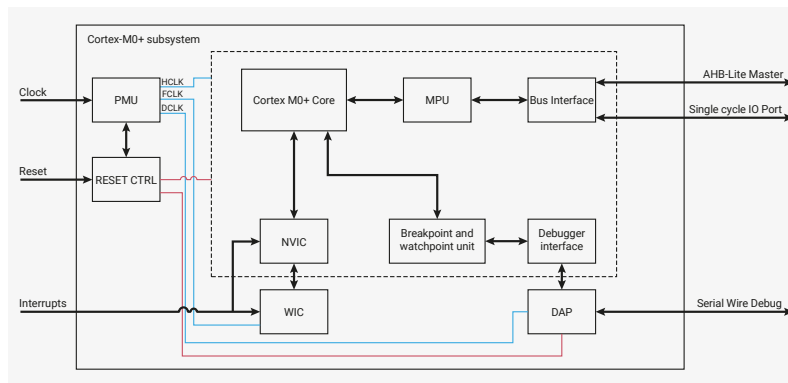 Cortex-M0+ subsystem
Clock
PMU
HCLK
FCLK
DCLK
Cortex M0+ Core
MPU
Bus Interface
AHB-Lite Master
Single cycle IO Port
Reset
RESET CTRL
NVIC
Breakpoint and
watchpoint unit
Debugger
interface
Interrupts
WIC
DAP
Serial Wire Debug